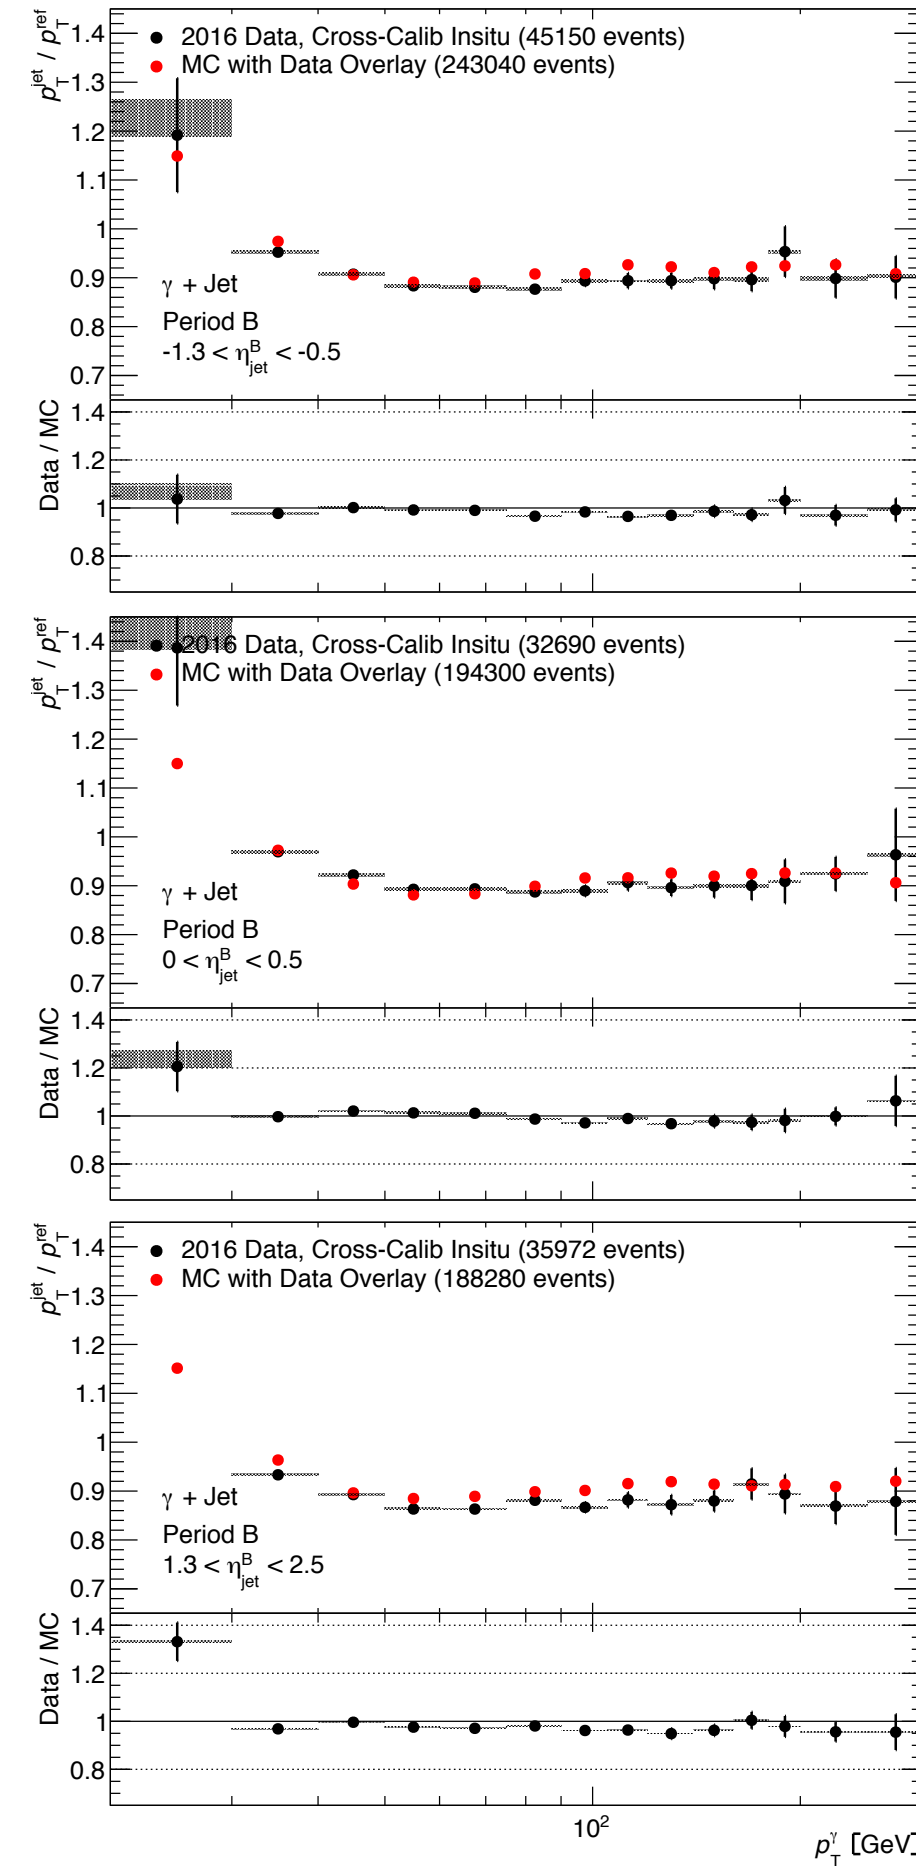 p_T^jet / p_T^ref
1.4
1.3
1.2
1.1
1
0.9
0.8
0.7
2016 Data, Cross-Calib Insitu (45150 events)
MC with Data Overlay (243040 events)
γ + Jet
Period B
-1.3 < η_jet^B < -0.5
Data / MC
1.4
1.2
1
0.8
p_T^jet / p_T^ref
1.4
1.3
1.2
1.1
1
0.9
0.8
0.7
2016 Data, Cross-Calib Insitu (32690 events)
MC with Data Overlay (194300 events)
γ + Jet
Period B
0 < η_jet^B < 0.5
Data / MC
1.4
1.2
1
0.8
p_T^jet / p_T^ref
1.4
1.3
1.2
1.1
1
0.9
0.8
0.7
2016 Data, Cross-Calib Insitu (35972 events)
MC with Data Overlay (188280 events)
γ + Jet
Period B
1.3 < η_jet^B < 2.5
Data / MC
1.4
1.2
1
0.8
10²
p_T^γ [GeV]